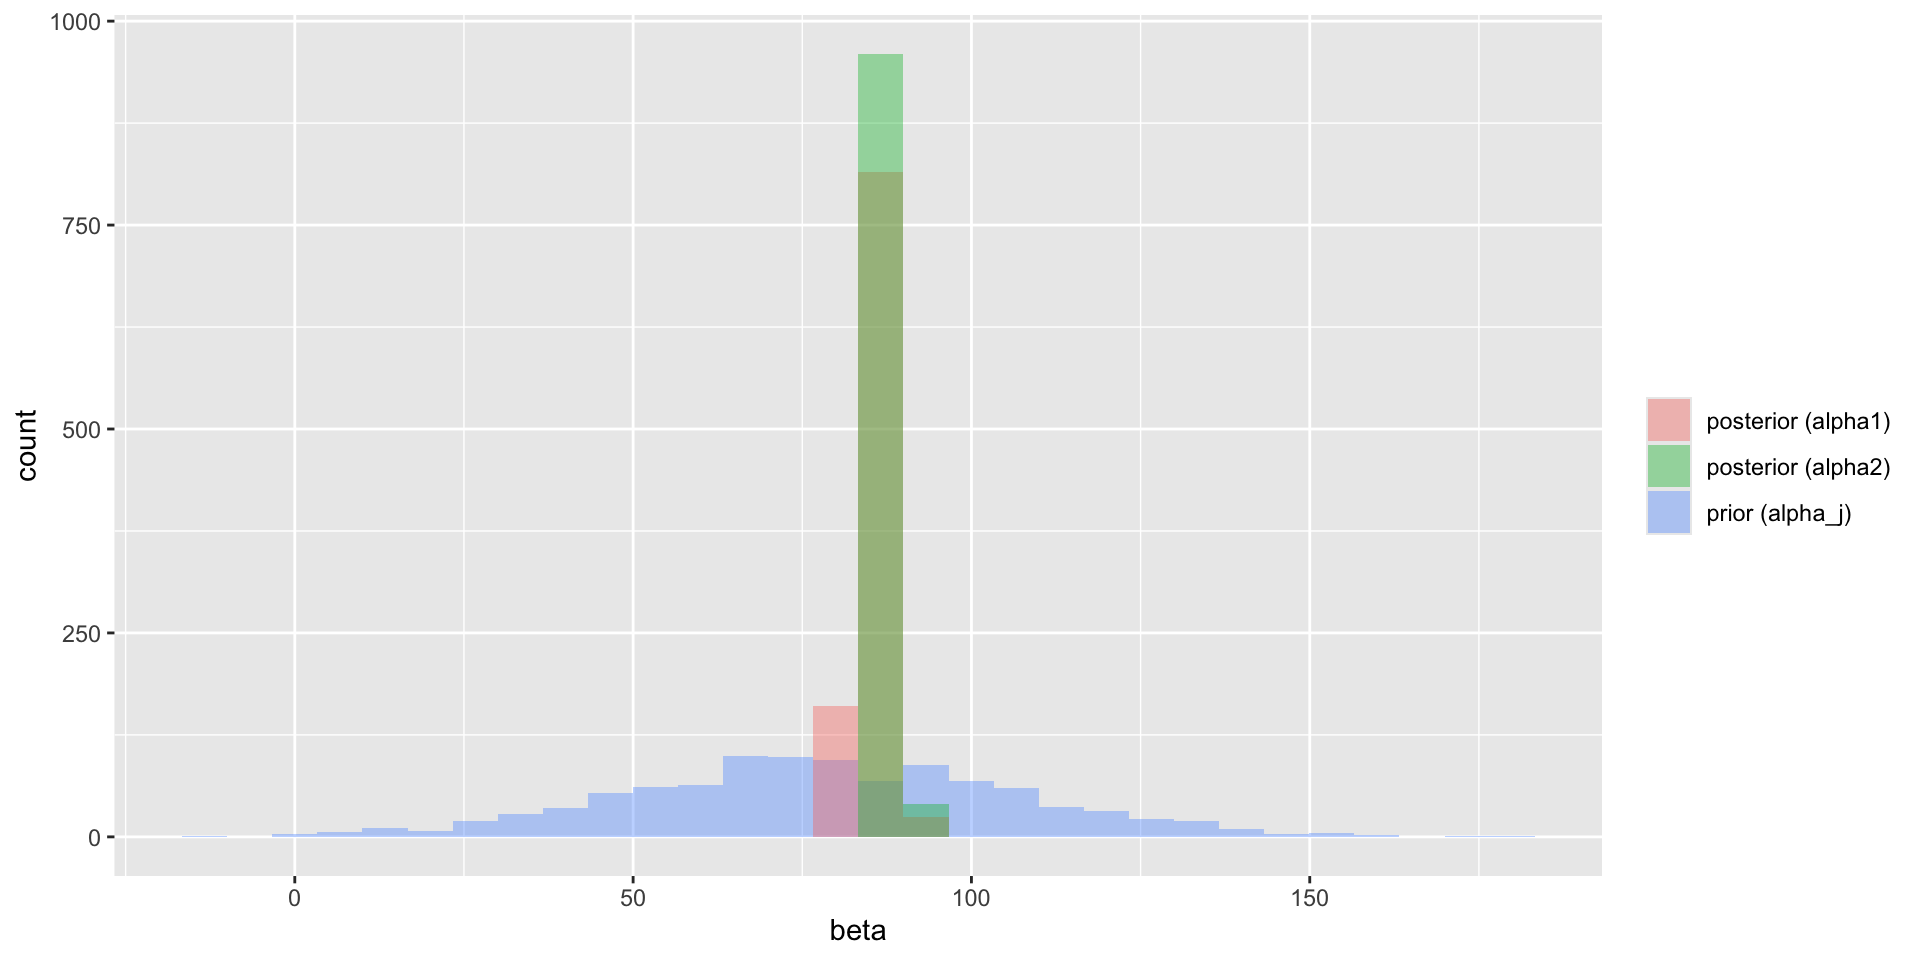 1000
750
500
250
0
count
0 50 100 150
beta
posterior (alpha1)
posterior (alpha2)
prior (alpha_j)